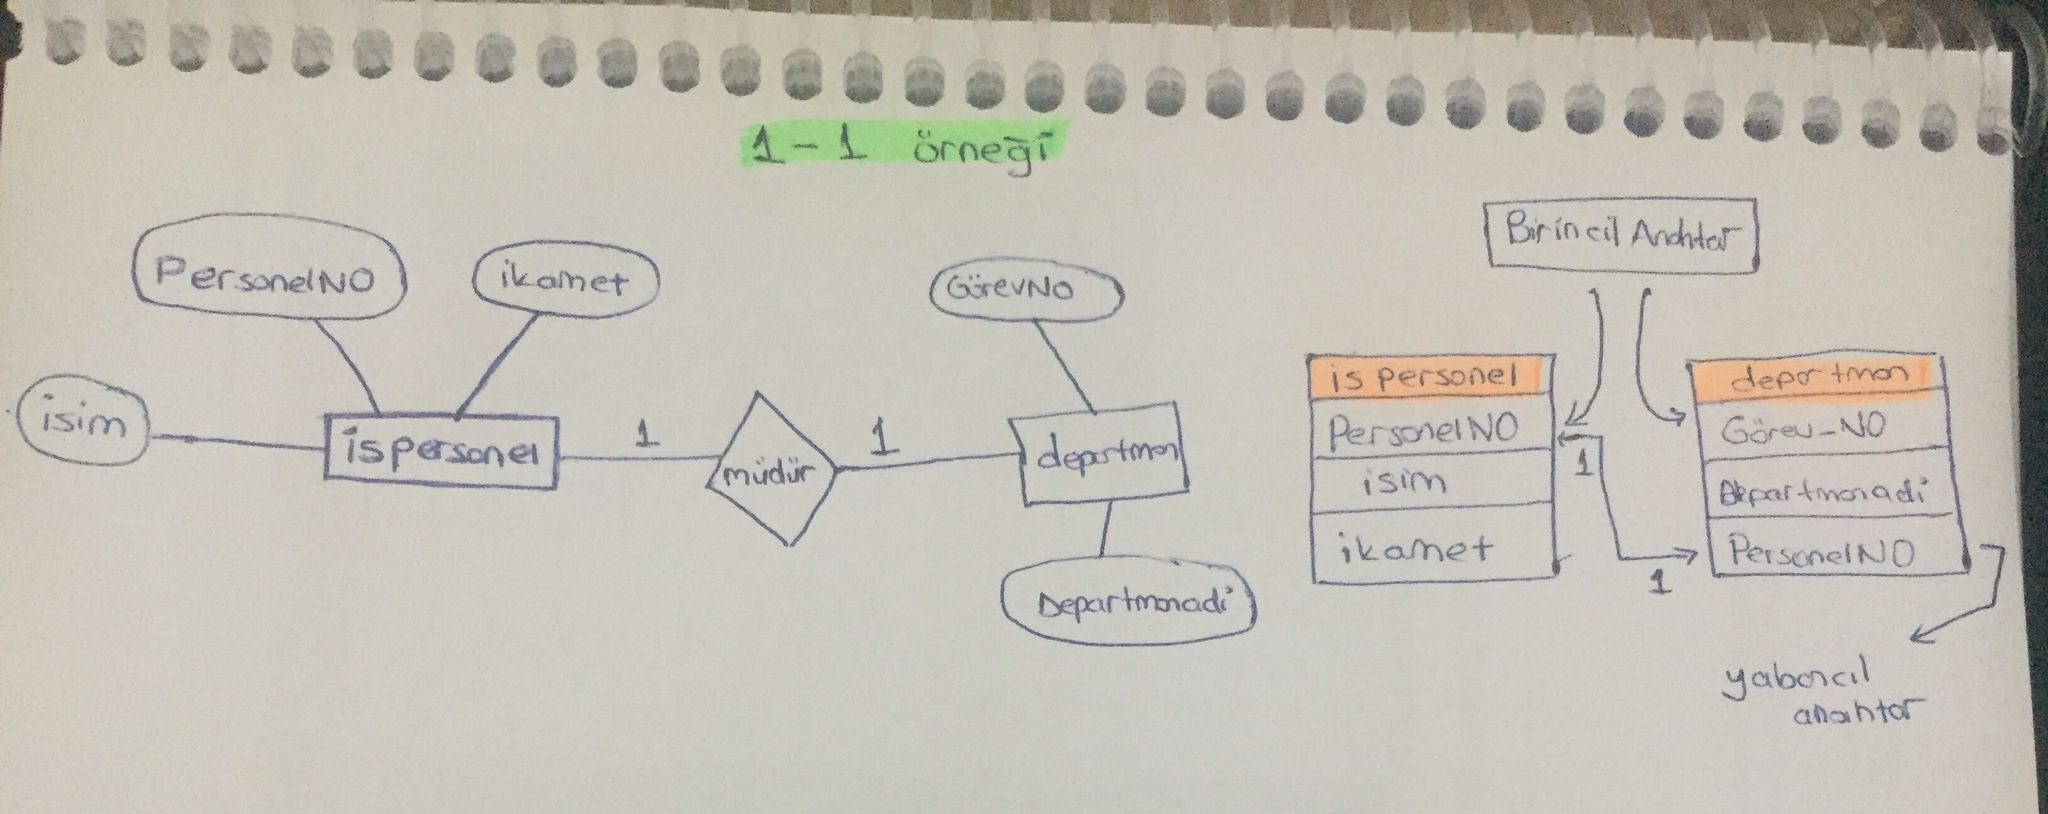 1-1 örneği
PersonelNO
ikamet
isim
ispersonel
1
müdür
1
GörevNO
departman
Departmanadi
Birincil Anahtar
is personel
PersonelNO
isim
ikamet
departman
Görev_NO
Departmanadi
PersonelNO
1
1
yabancıl
anahtar